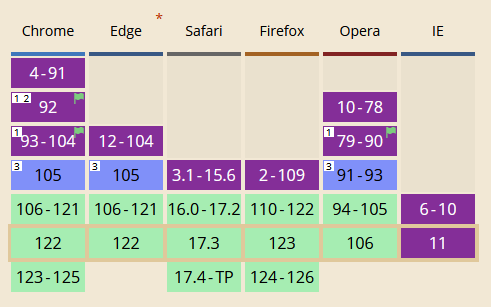 Chrome Edge * Safari Firefox Opera IE
4-91
1 2 92 10-78
1 93-104 12-104 1 79-90
3 105 3 105 3.1-15.6 2-109 3 91-93
106-121 106-121 16.0-17.2 110-122 94-105 6-10
122 122 17.3 123 106 11
123-125 17.4-TP 124-126